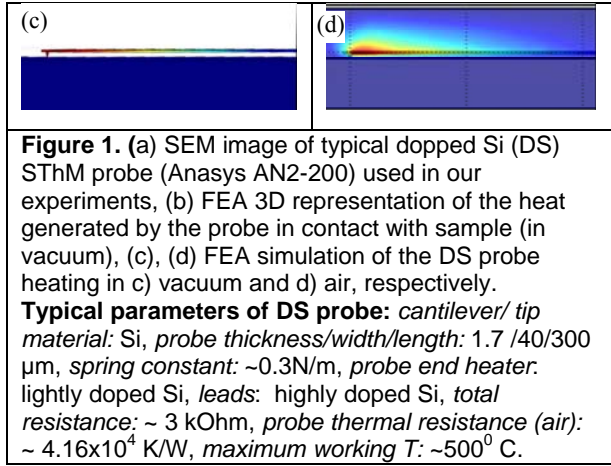 (c)
(d)
Figure 1. (a) SEM image of typical dopped Si (DS)
SThM probe (Anasys AN2-200) used in our
experiments, (b) FEA 3D representation of the heat
generated by the probe in contact with sample (in
vacuum), (c), (d) FEA simulation of the DS probe
heating in c) vacuum and d) air, respectively.
Typical parameters of DS probe: cantilever/ tip
material: Si, probe thickness/width/length: 1.7 /40/300
µm, spring constant: ~0.3N/m, probe end heater:
lightly doped Si, leads: highly doped Si, total
resistance: ~ 3 kOhm, probe thermal resistance (air):
~ 4.16x10⁴ K/W, maximum working T: ~500⁰ C.